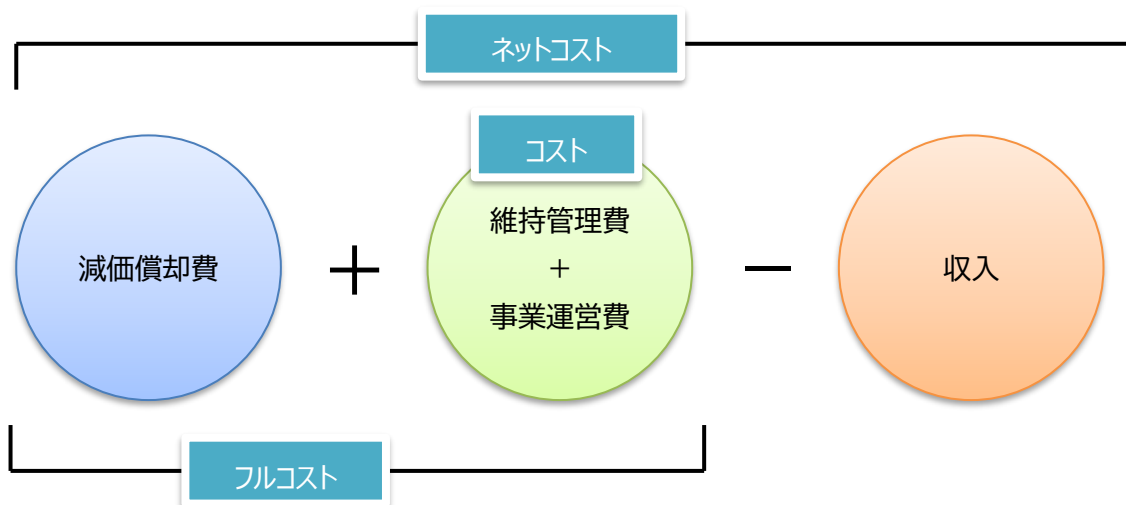 ネットコスト
コスト
減価償却費
＋
維持管理費
+
事業運営費
－
収入
フルコスト